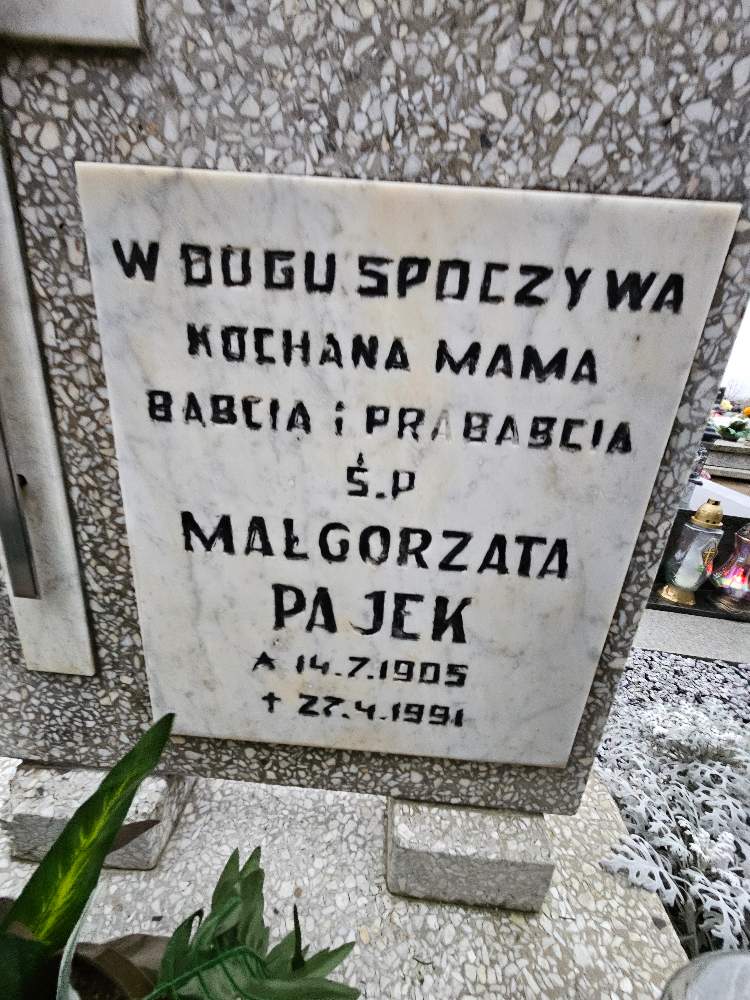 W BOGU SPOCZYWA
KOCHANA MAMA
BABCIA i PRABABCIA
Ś.P
MAŁGORZATA
PAJEK
* 14.7.1905
† 27.4.1991